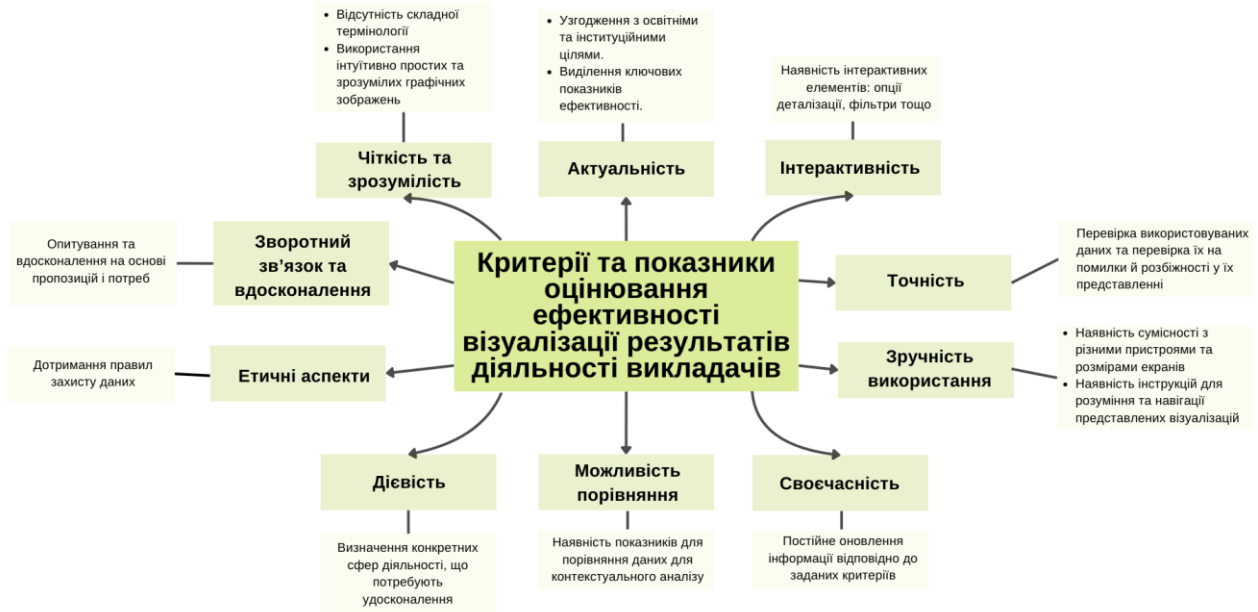 Відсутність складної
термінології
Використання
інтуїтивно простих та
зрозумілих графічних
зображень
Узгодження з освітніми
та інституційними
цілями.
Виділення ключових
показників
ефективності.
Наявність інтерактивних
елементів: опції
деталізації, фільтри тощо
Чіткість та
зрозумілість
Актуальність
Інтерактивність
Опитування та
вдосконалення на основі
пропозицій і потреб
Зворотний
зв’язок та
вдосконалення
Критерії та показники
оцінювання
ефективності
візуалізації результатів
діяльності викладачів
Точність
Перевірка використовуваних
даних та перевірка їх на
помилки й розбіжності у їх
представленні
Дотримання правил
захисту даних
Етичні аспекти
Зручність
використання
Наявність сумісності з
різними пристроями та
розмірами екранів
Наявність інструкцій для
розуміння та навігації
представлених візуалізацій
Дієвість
Можливість
порівняння
Своєчасність
Визначення конкретних
сфер діяльності, що
потребують
удосконалення
Наявність показників для
порівняння даних для
контекстуального аналізу
Постійне оновлення
інформації відповідно до
заданих критеріїв